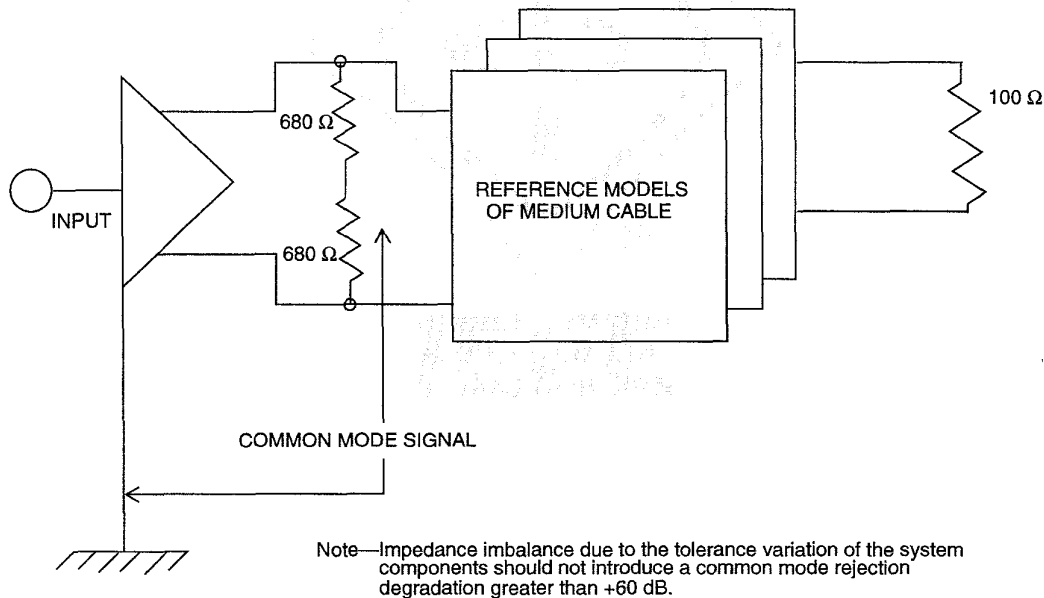 680 Ω
100 Ω
INPUT
680 Ω
REFERENCE MODELS
OF MEDIUM CABLE
COMMON MODE SIGNAL
Note—Impedance imbalance due to the tolerance variation of the system
components should not introduce a common mode rejection
degradation greater than +60 dB.